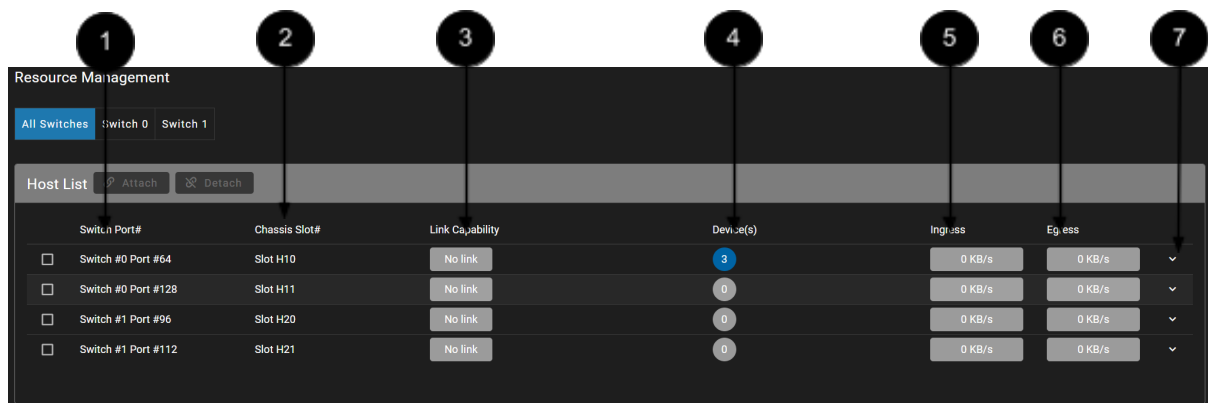 1 2 3 4 5 6 7
Resource Management
All Switches Switch 0 Switch 1
Host List Attach Detach
Switch Port# Chassis Slot# Link Capability Device(s) Ingress Egress
Switch #0 Port #64 Slot H10 No link 3 0 KB/s 0 KB/s
Switch #0 Port #128 Slot H11 No link 0 0 KB/s 0 KB/s
Switch #1 Port #96 Slot H20 No link 0 0 KB/s 0 KB/s
Switch #1 Port #112 Slot H21 No link 0 0 KB/s 0 KB/s